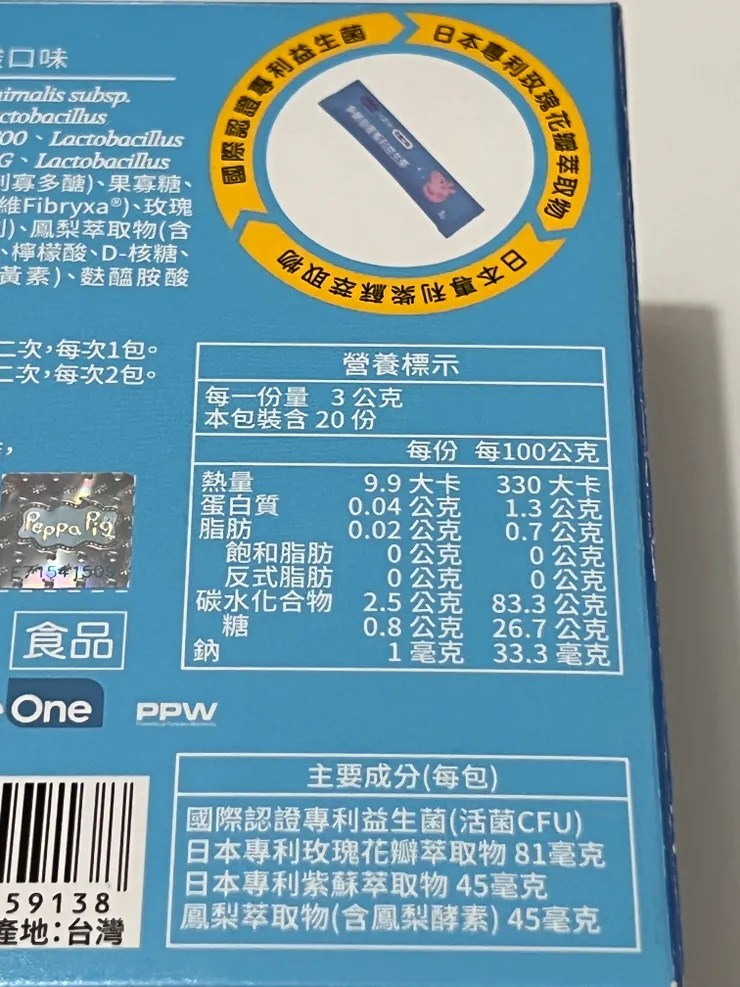 口味
nimalis subsp.
ctobacillus
00、Lactobacillus
G、Lactobacillus
利寡多醣)、果寡糖、
維Fibryxa®)、玫瑰
)、鳳梨萃取物(含
、檸檬酸、D-核糖、
黃素)、麩醯胺酸
國際認證專利益生菌
日本專利玫瑰花瓣萃取物
日本專利紫蘇萃取物
二次，每次1包。
二次，每次2包。
營養標示
每一份量 3 公克
本包裝含 20 份
每份 每100公克
熱量 9.9 大卡 330 大卡
蛋白質 0.04 公克 1.3 公克
脂肪 0.02 公克 0.7 公克
飽和脂肪 0 公克 0 公克
反式脂肪 0 公克 0 公克
碳水化合物 2.5 公克 83.3 公克
糖 0.8 公克 26.7 公克
鈉 1 毫克 33.3 毫克
Peppa Pig
食品
One
PPW
主要成分(每包)
國際認證專利益生菌(活菌CFU)
日本專利玫瑰花瓣萃取物 81毫克
日本專利紫蘇萃取物 45毫克
鳳梨萃取物(含鳳梨酵素) 45毫克
59138
產地：台灣